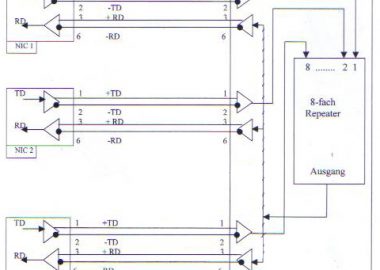 2 -TD 2
RD 3 + RD 3
6 -RD 6
NIC 1
8 ........ 2 1
TD 1 +TD 1
2 -TD 2
RD 3 + RD 3
6 -RD 6
NIC 2
8-fach
Repeater
Ausgang
TD 1 +TD 1
2 -TD 2
RD 3 + RD 3
6 -RD 6